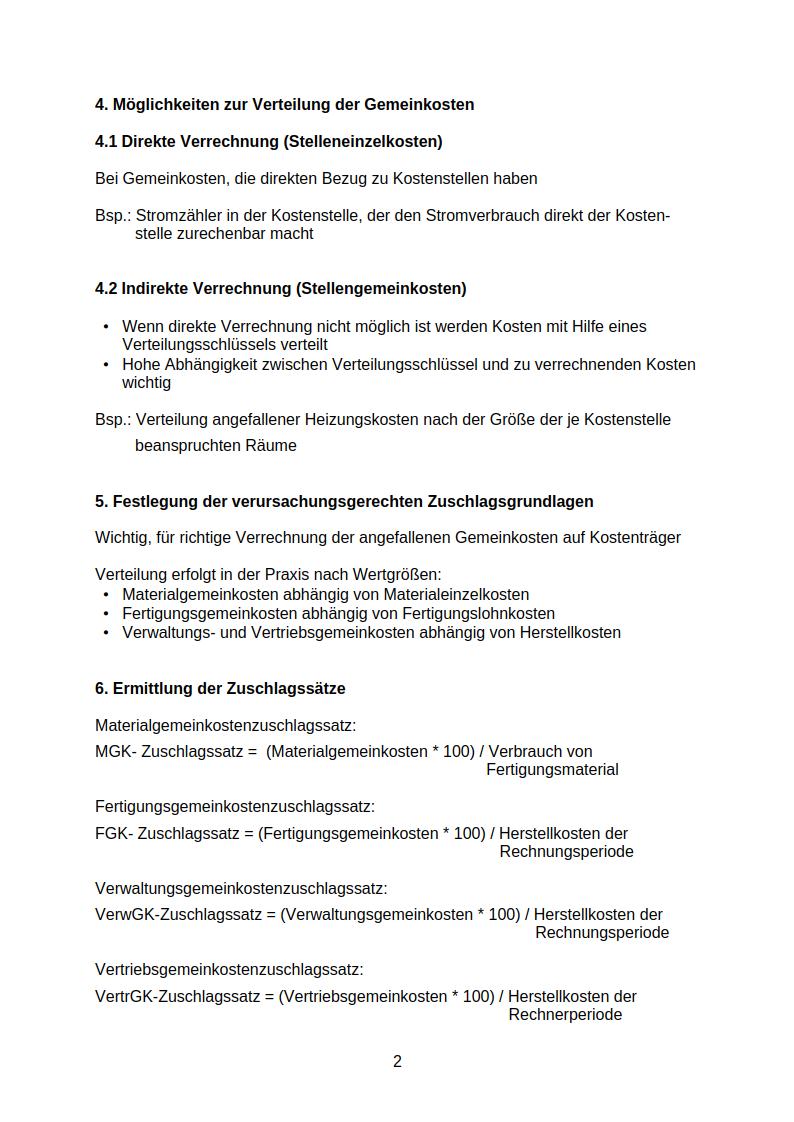 4. Möglichkeiten zur Verteilung der Gemeinkosten
4.1 Direkte Verrechnung (Stelleneinzelkosten)
Bei Gemeinkosten, die direkten Bezug zu Kostenstellen haben
Bsp.: Stromzähler in der Kostenstelle, der den Stromverbrauch direkt der Kosten-
stelle zurechenbar macht
4.2 Indirekte Verrechnung (Stellengemeinkosten)
• Wenn direkte Verrechnung nicht möglich ist werden Kosten mit Hilfe eines
Verteilungsschlüssels verteilt
• Hohe Abhängigkeit zwischen Verteilungsschlüssel und zu verrechnenden Kosten
wichtig
Bsp.: Verteilung angefallener Heizungskosten nach der Größe der je Kostenstelle
beanspruchten Räume
5. Festlegung der verursachungsgerechten Zuschlagsgrundlagen
Wichtig, für richtige Verrechnung der angefallenen Gemeinkosten auf Kostenträger
Verteilung erfolgt in der Praxis nach Wertgrößen:
• Materialgemeinkosten abhängig von Materialeinzelkosten
• Fertigungsgemeinkosten abhängig von Fertigungslohnkosten
• Verwaltungs- und Vertriebsgemeinkosten abhängig von Herstellkosten
6. Ermittlung der Zuschlagssätze
Materialgemeinkostenzuschlagssatz:
MGK- Zuschlagssatz =  (Materialgemeinkosten * 100) / Verbrauch von
Fertigungsmaterial
Fertigungsgemeinkostenzuschlagssatz:
FGK- Zuschlagssatz = (Fertigungsgemeinkosten * 100) / Herstellkosten der
Rechnungsperiode
Verwaltungsgemeinkostenzuschlagssatz:
VerwGK-Zuschlagssatz = (Verwaltungsgemeinkosten * 100) / Herstellkosten der
Rechnungsperiode
Vertriebsgemeinkostenzuschlagssatz:
VertrGK-Zuschlagssatz = (Vertriebsgemeinkosten * 100) / Herstellkosten der
Rechnerperiode
2